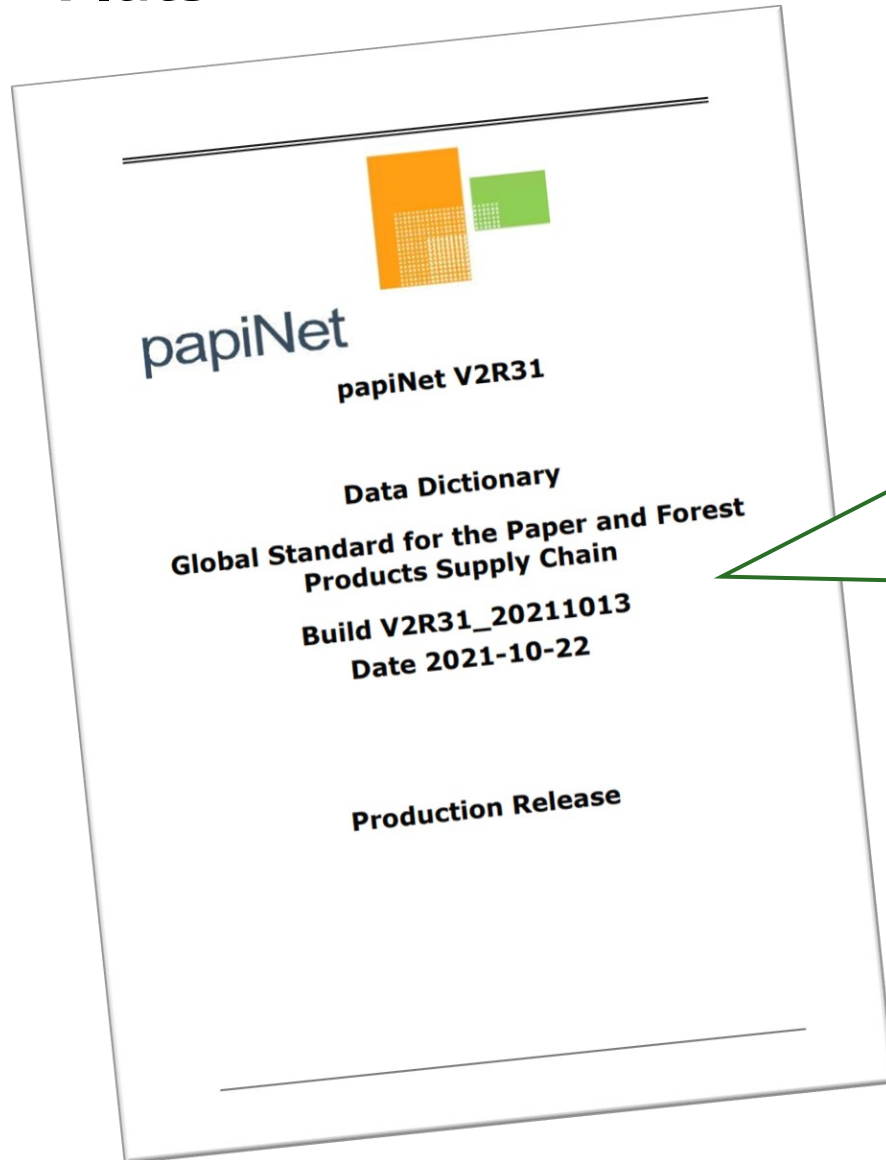 papiNet
papiNet V2R31
Data Dictionary
Global Standard for the Paper and Forest
Products Supply Chain
Build V2R31_20211013
Date 2021-10-22
Production Release